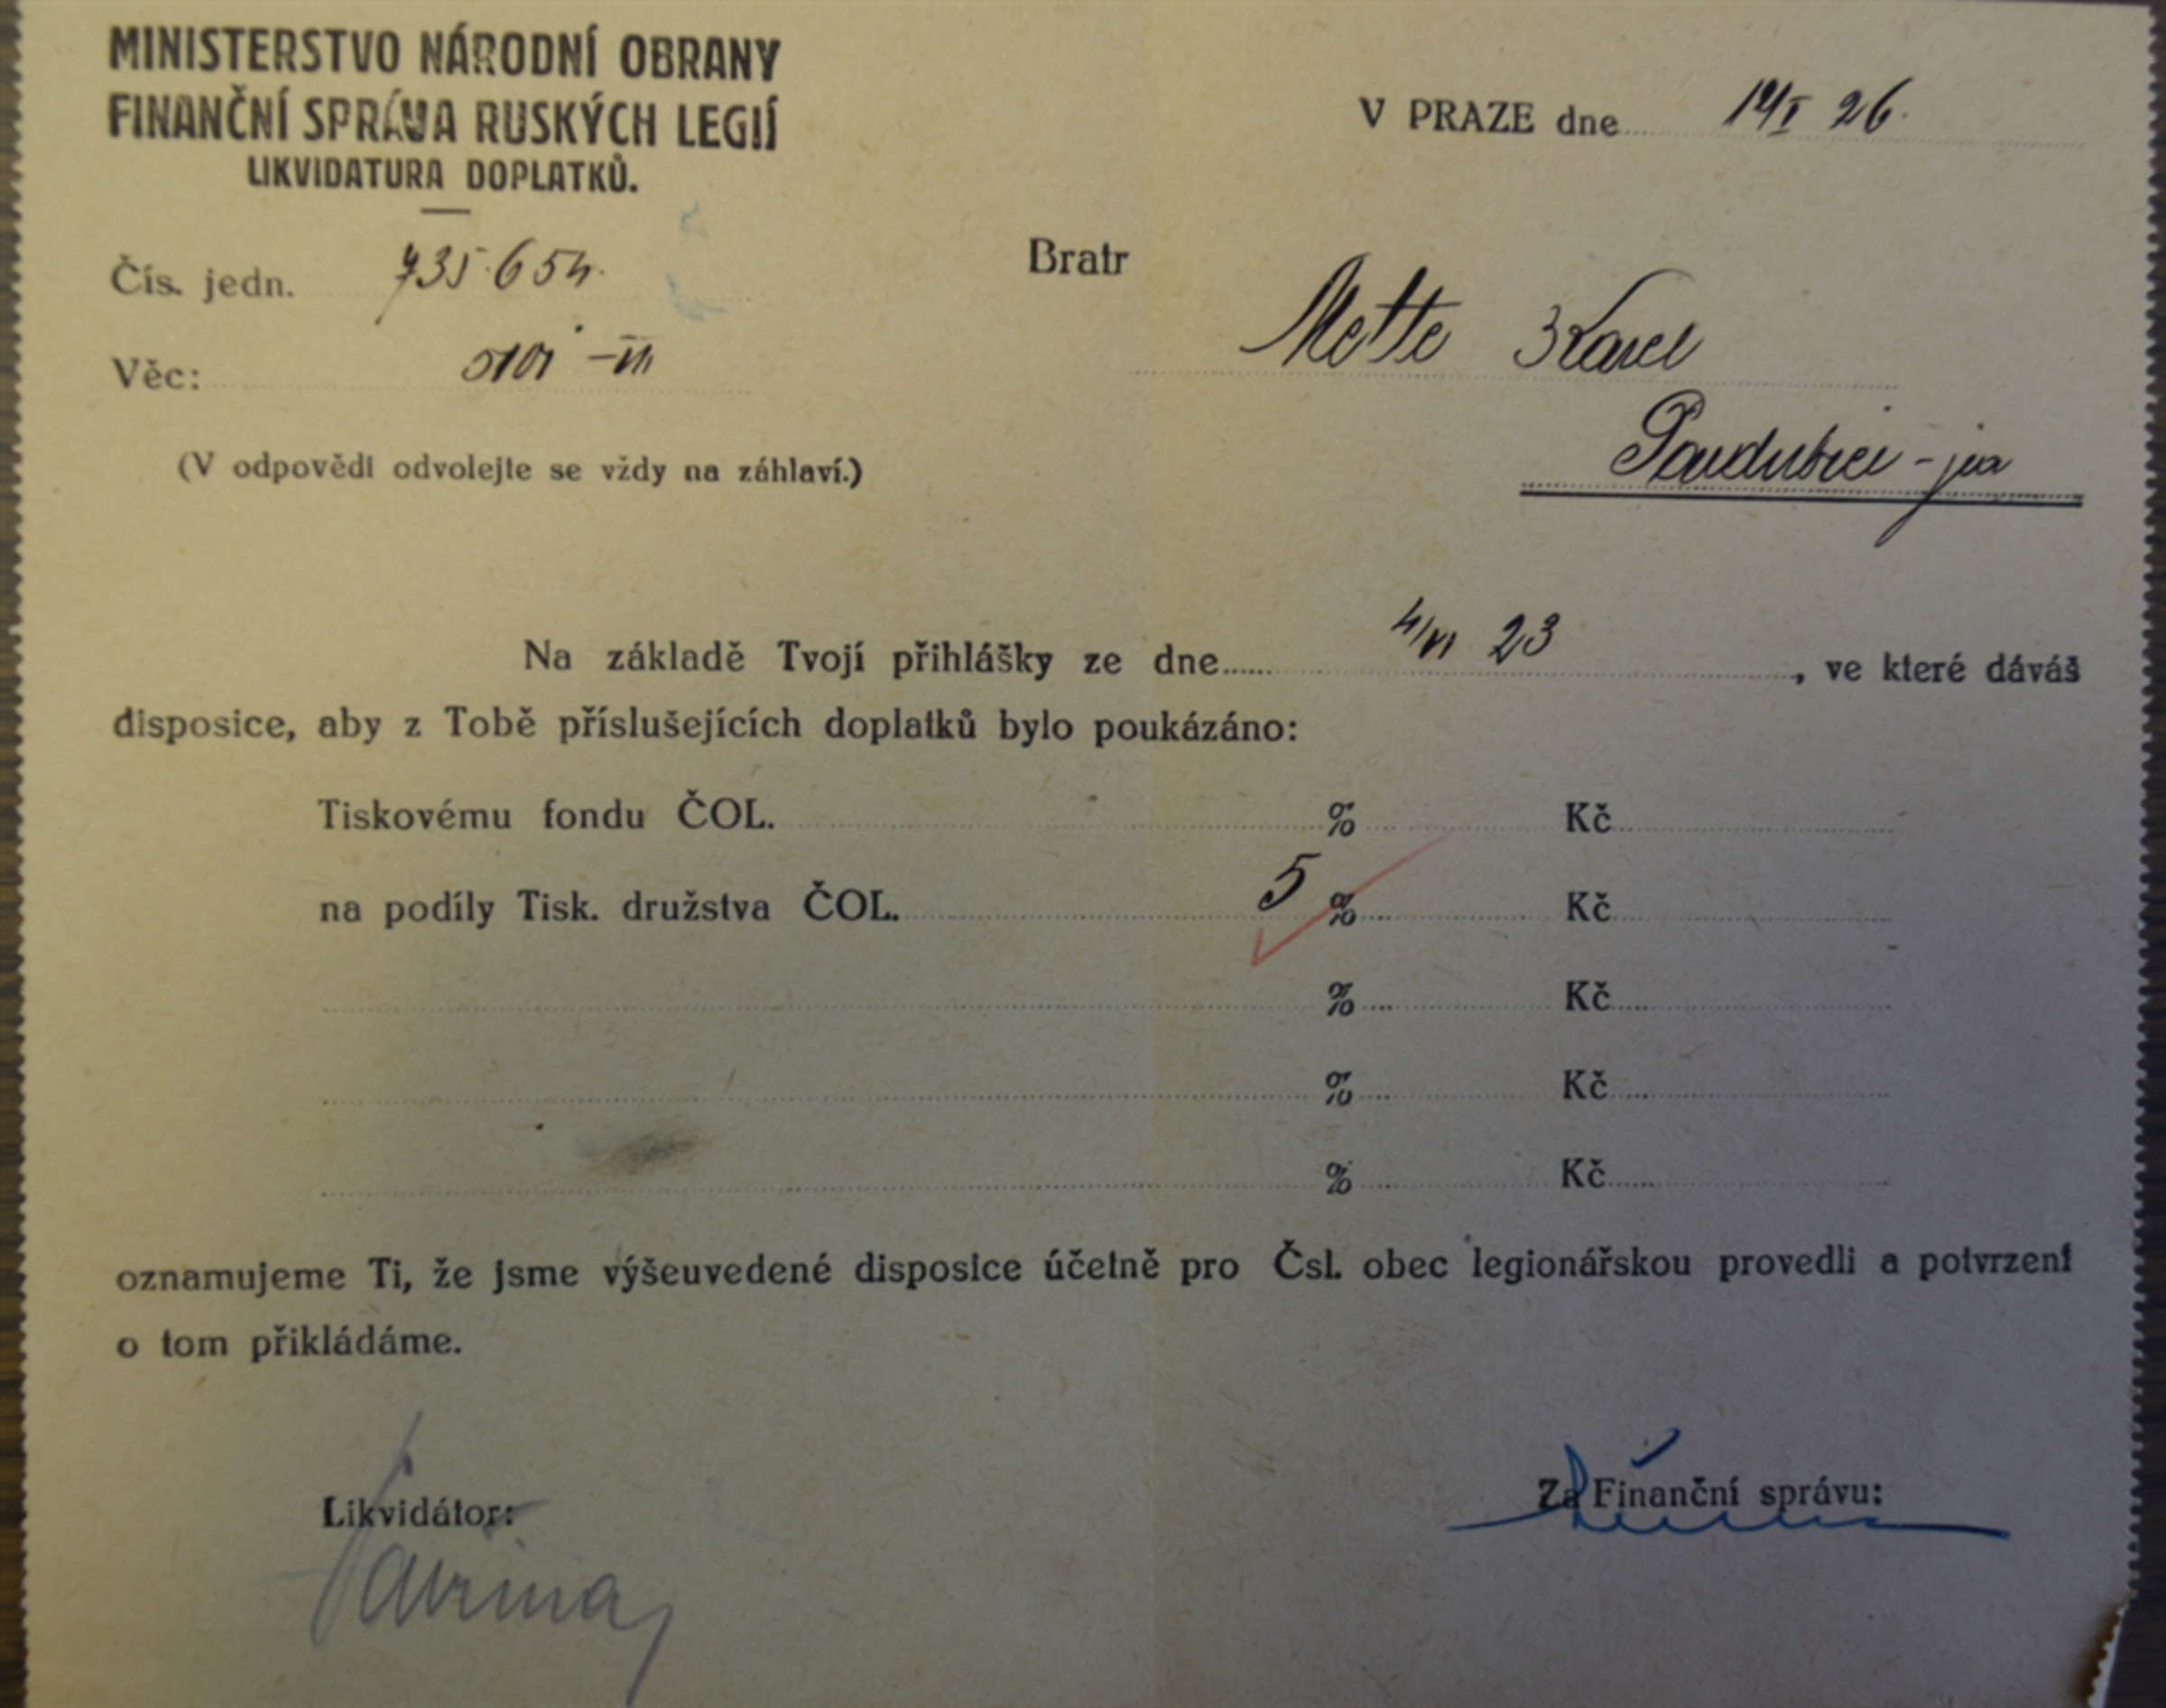 MINISTERSTVO NÁRODNÍ OBRANY
FINANČNÍ SPRÁVA RUSKÝCH LEGIÍ
LIKVIDATURA DOPLATKŮ.
V PRAZE dne 14/I 26.
Čís. jedn. 735.654.
Bratr
Mette Karel
Věc:
Pardubice
(V odpovědi odvolejte se vždy na záhlaví.)
Na základě Tvojí přihlášky ze dne 4/VI 23, ve které dáváš
disposice, aby z Tobě příslušejících doplatků bylo poukázáno:
Tiskovému fondu ČOL. % Kč
na podíly Tisk. družstva ČOL. 5 % Kč
% Kč
% Kč
% Kč
oznamujeme Ti, že jsme výšeuvedené disposice účetně pro Čsl. obec legionářskou provedli a potvrzení
o tom přikládáme.
Likvidátor:
Za Finanční správu: